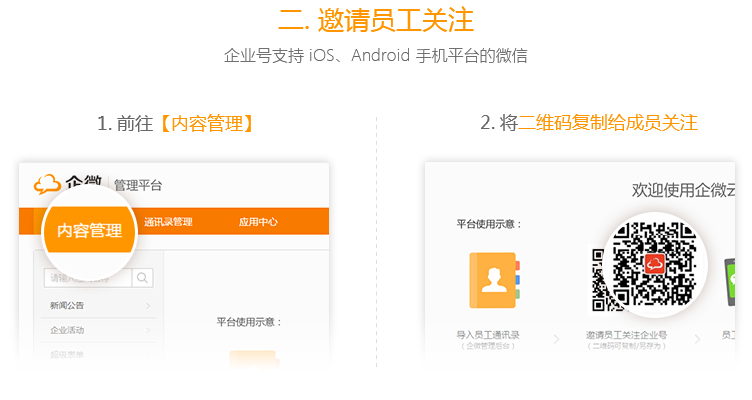 二. 邀请员工关注
企业号支持 iOS、Android 手机平台的微信
1. 前往【内容管理】
企微 管理平台
内容管理 通讯录管理 应用中心
新闻公告
企业活动
超级表单
平台使用示意：
2. 将二维码复制给成员关注
欢迎使用企微云
平台使用示意：
导入员工通讯录
（企微管理后台）
邀请员工关注企业号
（二维码可复制/另存为）
员工